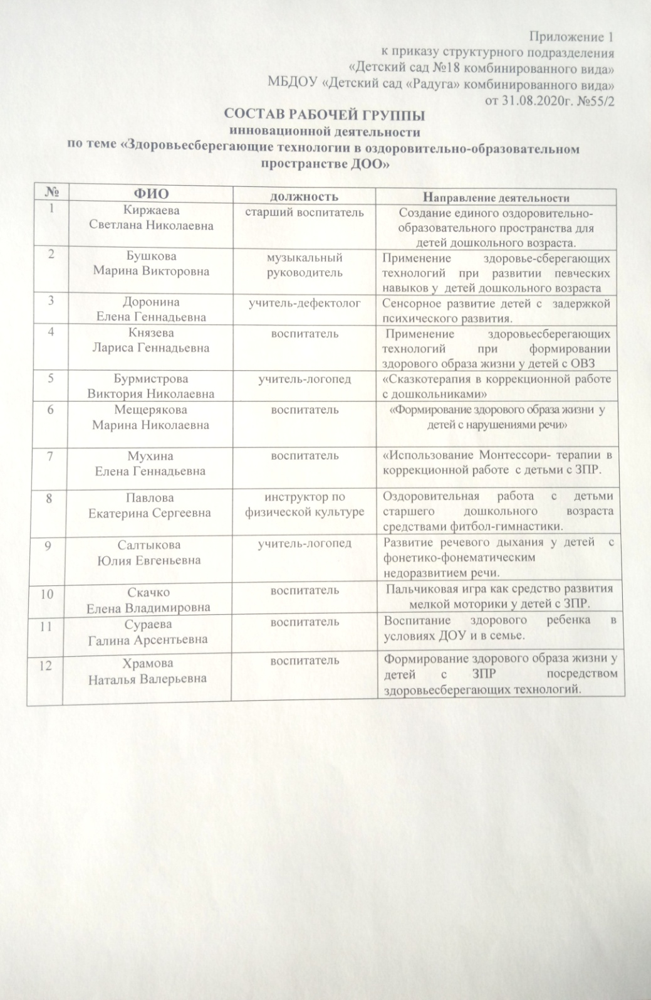 Приложение 1
к приказу структурного подразделения
«Детский сад №18 комбинированного вида»
МБДОУ «Детский сад «Радуга» комбинированного вида»
от 31.08.2020г. №55/2
СОСТАВ РАБОЧЕЙ ГРУППЫ
инновационной деятельности
по теме «Здоровьесберегающие технологии в оздоровительно-образовательном
пространстве ДОО»
№ ФИО должность Направление деятельности
1 Киржаева старший воспитатель Создание единого оздоровительно-
Светлана Николаевна образовательного пространства для
детей дошкольного возраста.
2 Бушкова музыкальный Применение здоровье-сберегающих
Марина Викторовна руководитель технологий при развитии певческих
навыков у детей дошкольного возраста
3 Доронина учитель-дефектолог Сенсорное развитие детей с задержкой
Елена Геннадьевна психического развития.
4 Князева воспитатель Применение здоровьесберегающих
Лариса Геннадьевна технологий при формировании
здорового образа жизни у детей с ОВЗ
5 Бурмистрова учитель-логопед «Сказкотерапия в коррекционной работе
Виктория Николаевна с дошкольниками»
6 Мещерякова воспитатель «Формирование здорового образа жизни у
Марина Николаевна детей с нарушениями речи»
7 Мухина воспитатель «Использование Монтессори- терапии в
Елена Геннадьевна коррекционной работе с детьми с ЗПР.
8 Павлова инструктор по Оздоровительная работа с детьми
Екатерина Сергеевна физической культуре старшего дошкольного возраста
средствами фитбол-гимнастики.
9 Салтыкова учитель-логопед Развитие речевого дыхания у детей с
Юлия Евгеньевна фонетико-фонематическим
недоразвитием речи.
10 Скачко воспитатель Пальчиковая игра как средство развития
Елена Владимировна мелкой моторики у детей с ЗПР.
11 Сураева воспитатель Воспитание здорового ребенка в
Галина Арсентьевна условиях ДОУ и в семье.
12 Храмова воспитатель Формирование здорового образа жизни у
Наталья Валерьевна детей с ЗПР посредством
здоровьесберегающих технологий.